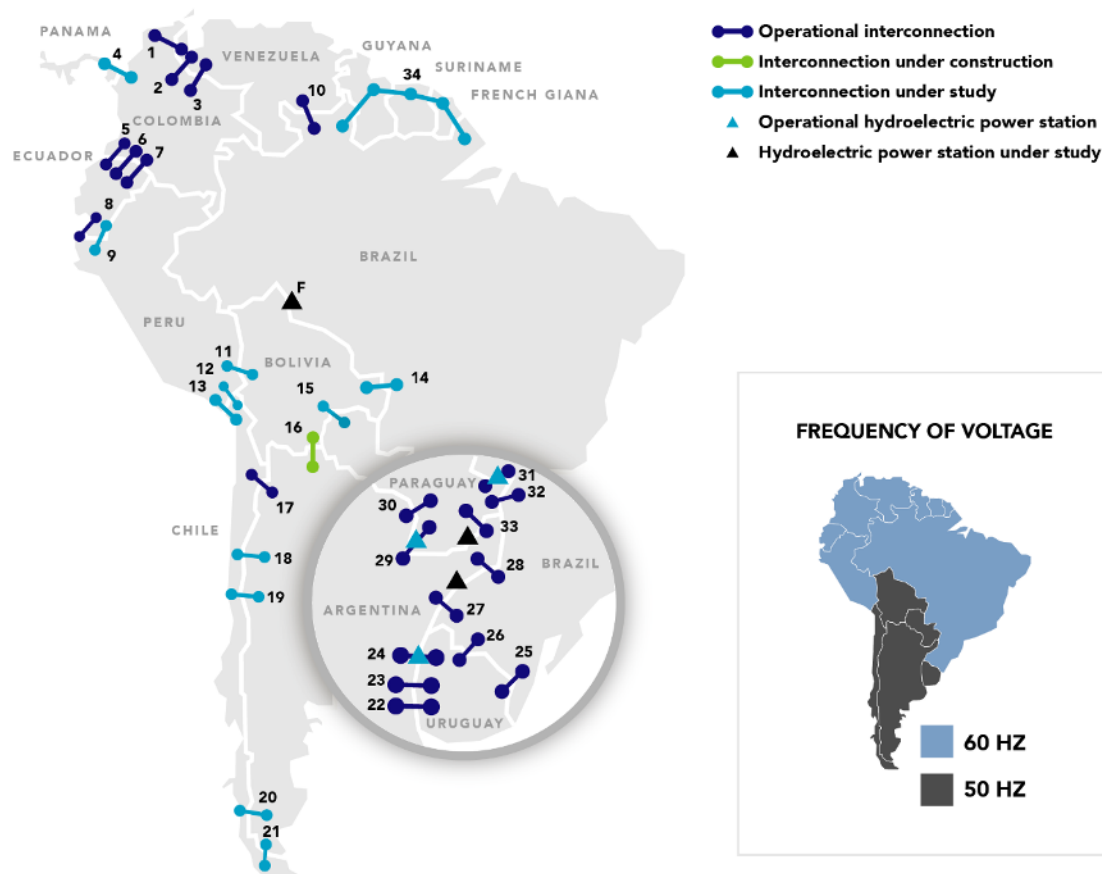 PANAMA
4
1
VENEZUELA
GUYANA
34
SURINAME
FRENCH GIANA
10
2
3
COLOMBIA
5
6
7
ECUADOR
8
9
BRAZIL
F
PERU
BOLIVIA
11
12
13
14
15
16
17
CHILE
18
19
20
21
PARAGUAY
31
32
30
33
29
28
BRAZIL
ARGENTINA
27
26
25
24
23
22
URUGUAY
Operational interconnection
Interconnection under construction
Interconnection under study
Operational hydroelectric power station
Hydroelectric power station under study
FREQUENCY OF VOLTAGE
60 HZ
50 HZ